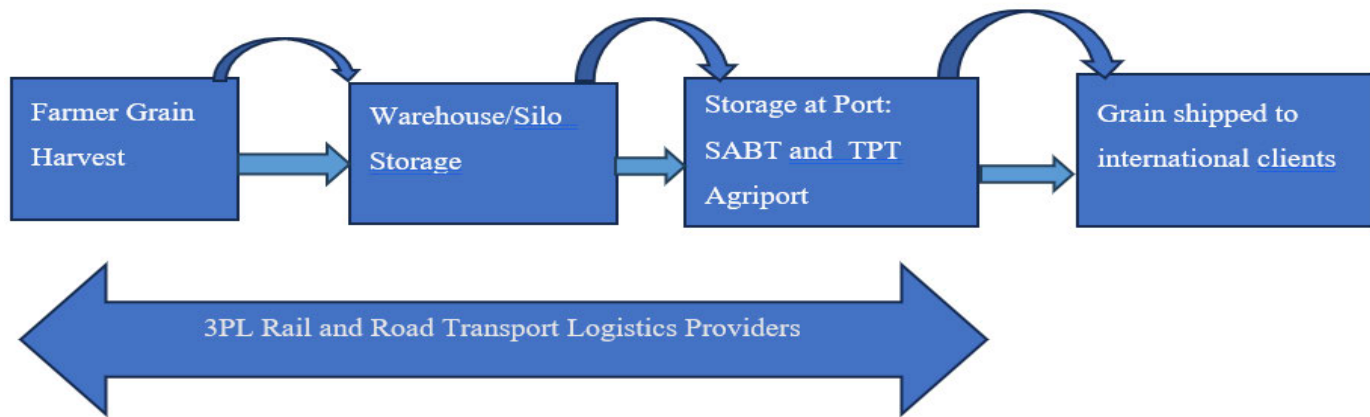 Farmer Grain
Harvest
Warehouse/Silo
Storage
Storage at Port:
SABT and TPT
Agriport
Grain shipped to
international clients
3PL Rail and Road Transport Logistics Providers